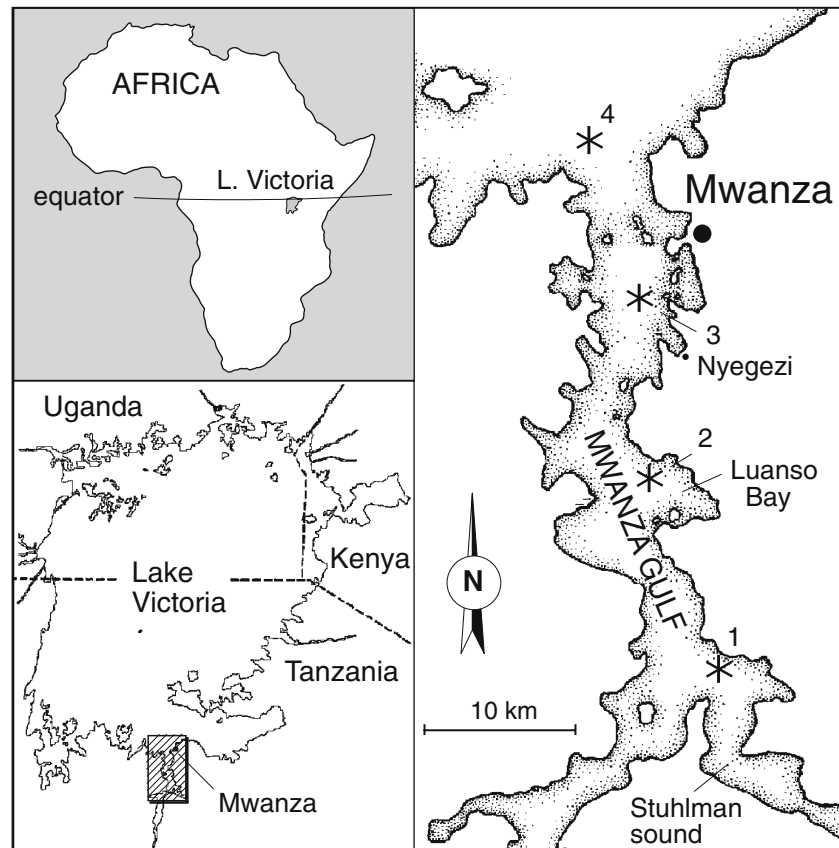 AFRICA
L. Victoria
equator
Uganda
Kenya
Lake
Victoria
Tanzania
Mwanza
4
Mwanza
3
Nyegezi
2
Luanso
Bay
MWANZA GULF
N
1
10 km
Stuhlman
sound